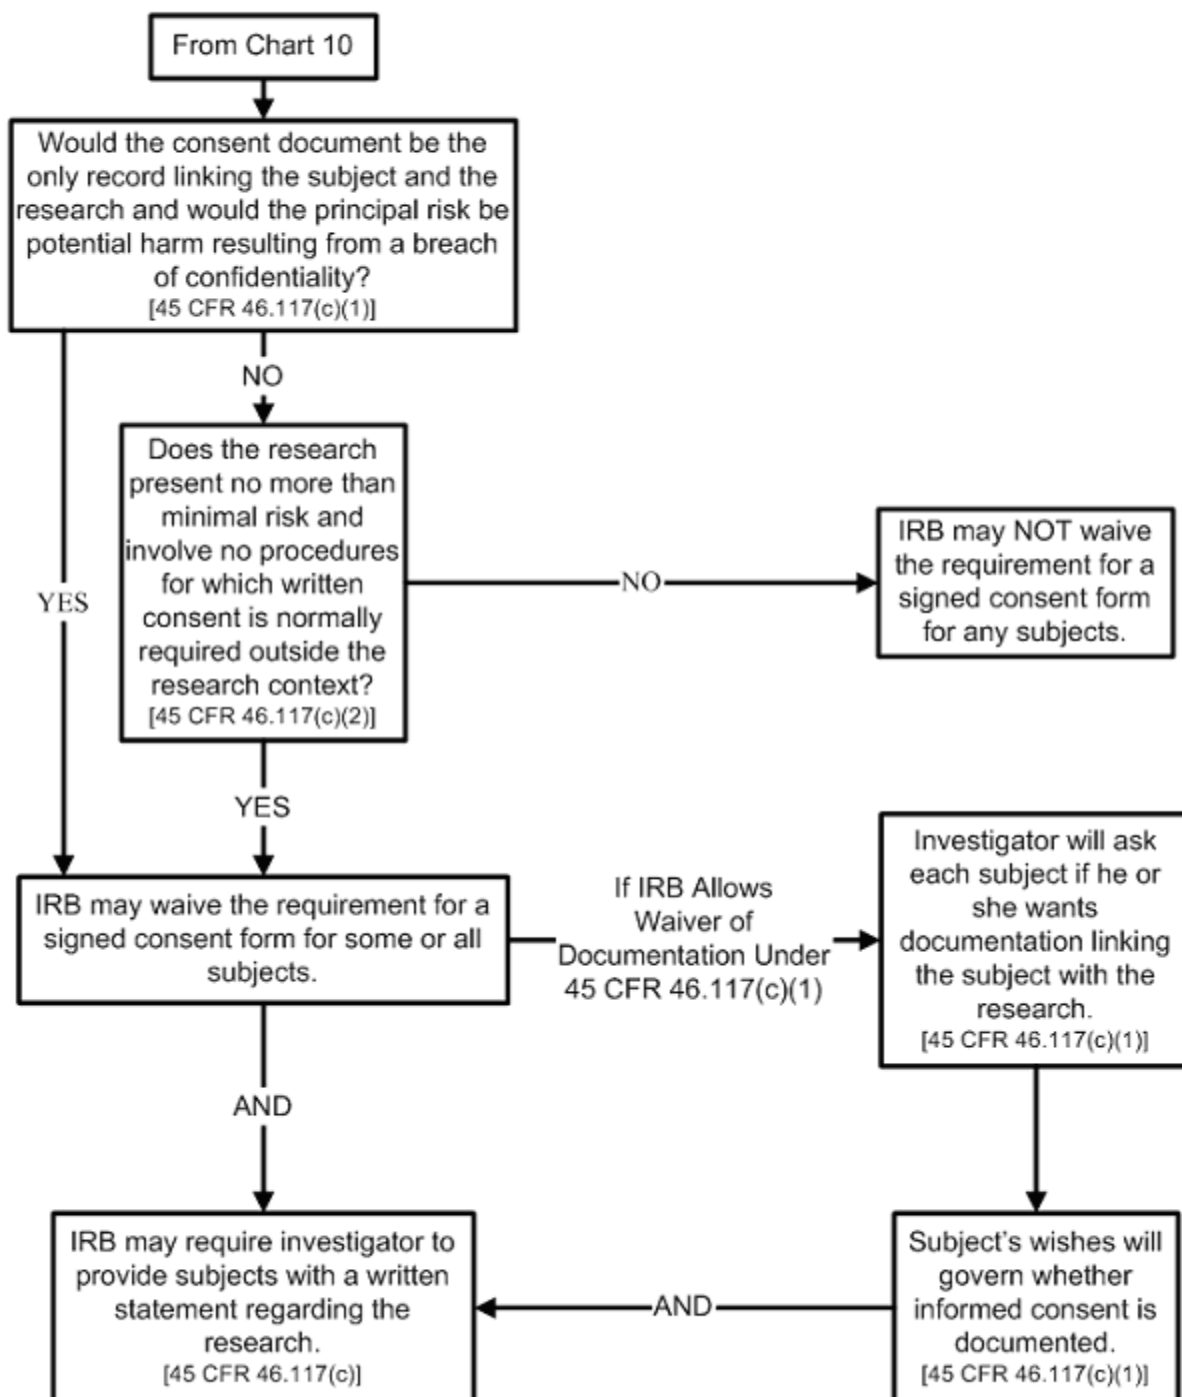 From Chart 10
Would the consent document be the
only record linking the subject and the
research and would the principal risk be
potential harm resulting from a breach
of confidentiality?
[45 CFR 46.117(c)(1)]
NO
YES
Does the research
present no more than
minimal risk and
involve no procedures
for which written
consent is normally
required outside the
research context?
[45 CFR 46.117(c)(2)]
NO
IRB may NOT waive
the requirement for a
signed consent form
for any subjects.
YES
IRB may waive the requirement for a
signed consent form for some or all
subjects.
If IRB Allows
Waiver of
Documentation Under
45 CFR 46.117(c)(1)
Investigator will ask
each subject if he or
she wants
documentation linking
the subject with the
research.
[45 CFR 46.117(c)(1)]
AND
IRB may require investigator to
provide subjects with a written
statement regarding the
research.
[45 CFR 46.117(c)]
AND
Subject's wishes will
govern whether
informed consent is
documented.
[45 CFR 46.117(c)(1)]